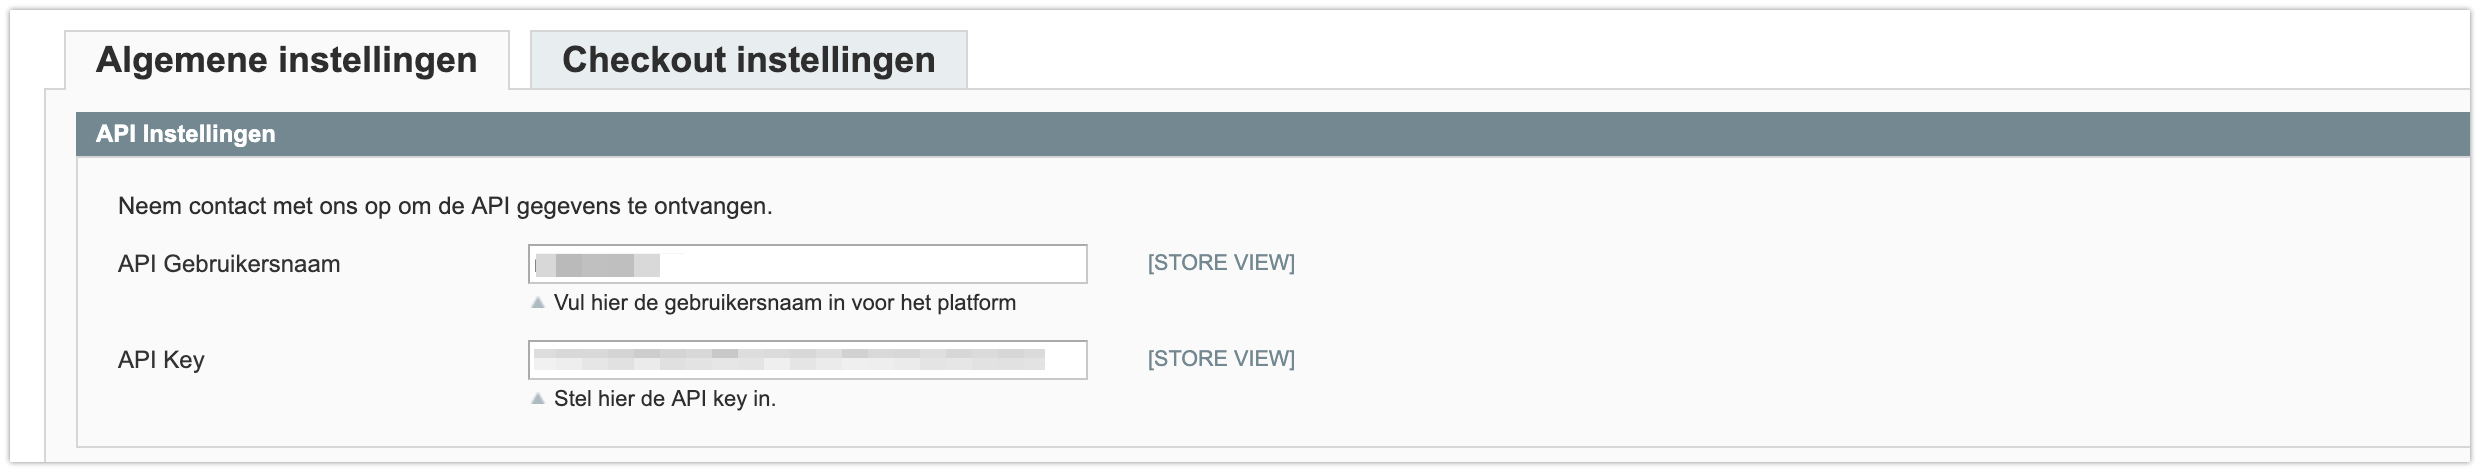 Algemene instellingen
Checkout instellingen
API Instellingen
Neem contact met ons op om de API gegevens te ontvangen.
API Gebruikersnaam
[STORE VIEW]
Vul hier de gebruikersnaam in voor het platform
API Key
[STORE VIEW]
Stel hier de API key in.